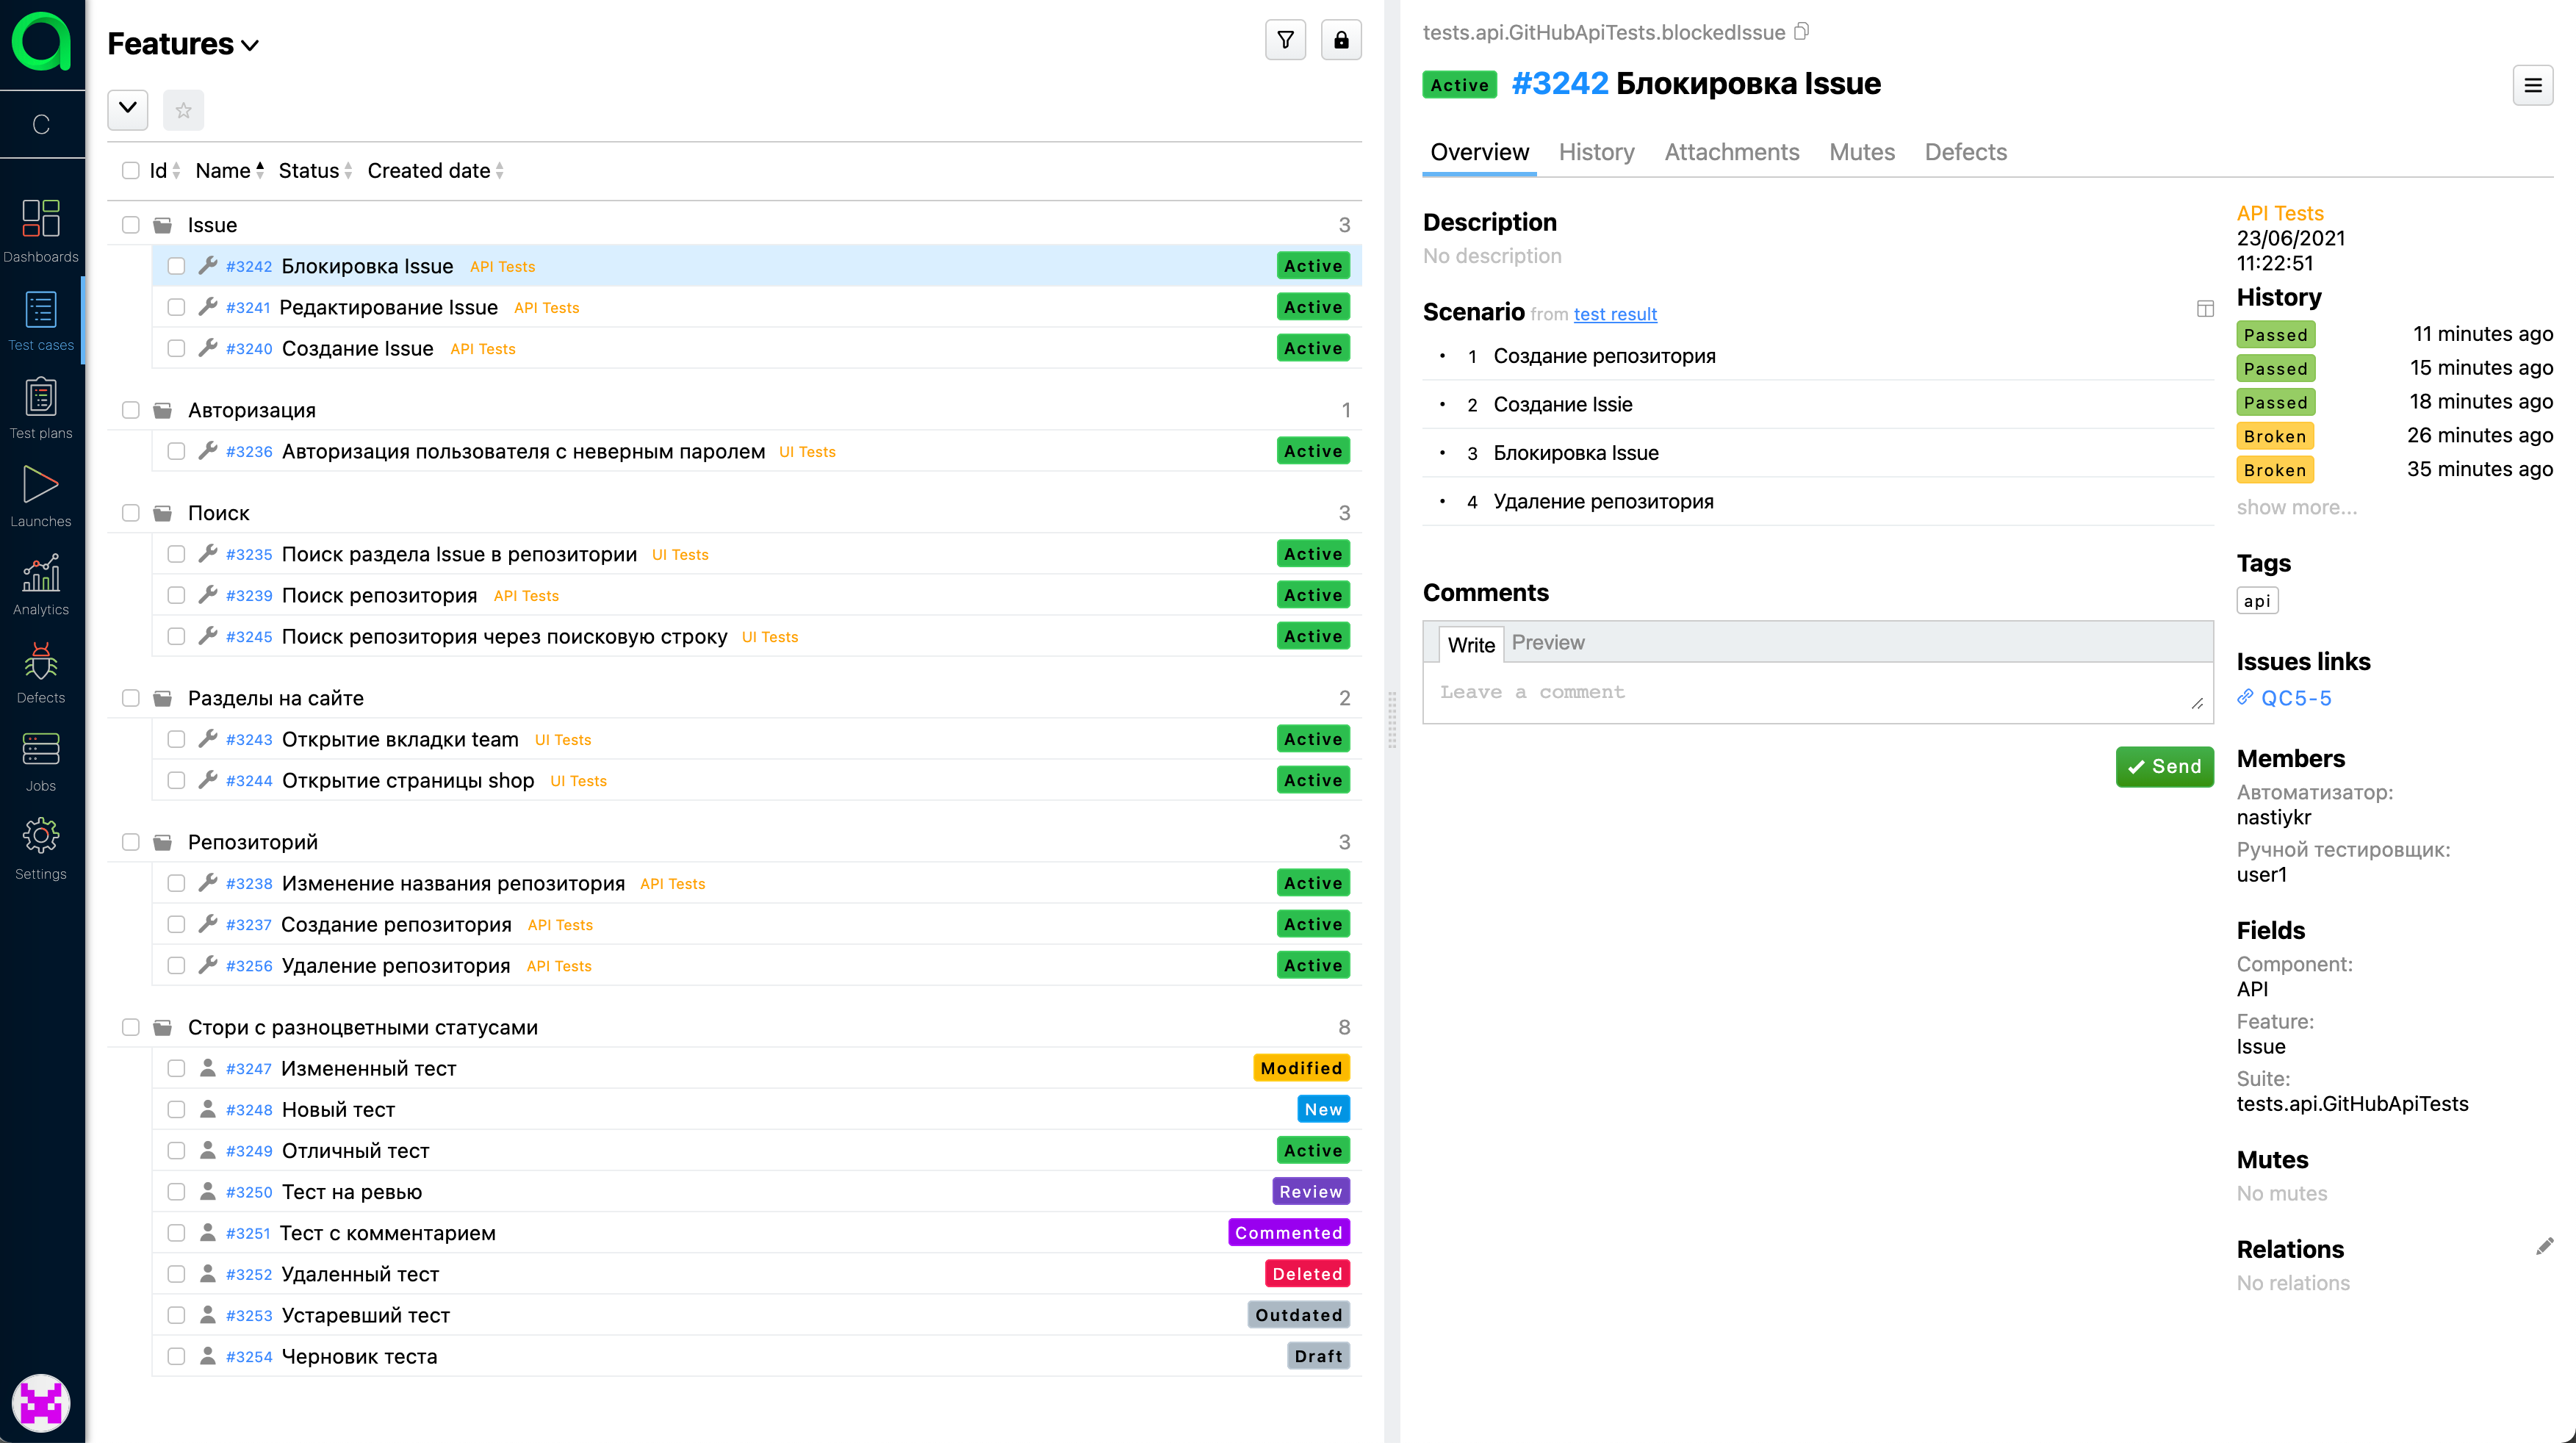 C
Dashboards
Test cases
Test plans
Launches
Analytics
Defects
Jobs
Settings
Features
Id Name Status Created date
Issue 3
#3242 Блокировка Issue API Tests Active
#3241 Редактирование Issue API Tests Active
#3240 Создание Issue API Tests Active
Авторизация 1
#3236 Авторизация пользователя с неверным паролем UI Tests Active
Поиск 3
#3235 Поиск раздела Issue в репозитории UI Tests Active
#3239 Поиск репозитория API Tests Active
#3245 Поиск репозитория через поисковую строку UI Tests Active
Разделы на сайте 2
#3243 Открытие вкладки team UI Tests Active
#3244 Открытие страницы shop UI Tests Active
Репозиторий 3
#3238 Изменение названия репозитория API Tests Active
#3237 Создание репозитория API Tests Active
#3256 Удаление репозитория API Tests Active
Стори с разноцветными статусами 8
#3247 Измененный тест Modified
#3248 Новый тест New
#3249 Отличный тест Active
#3250 Тест на ревью Review
#3251 Тест с комментарием Commented
#3252 Удаленный тест Deleted
#3253 Устаревший тест Outdated
#3254 Черновик теста Draft
tests.api.GitHubApiTests.blockedIssue
Active #3242 Блокировка Issue
Overview History Attachments Mutes Defects
Description
No description
Scenario from test result
• 1 Создание репозитория
• 2 Создание Issie
• 3 Блокировка Issue
• 4 Удаление репозитория
Comments
Write Preview
Leave a comment
Send
API Tests
23/06/2021
11:22:51
History
Passed 11 minutes ago
Passed 15 minutes ago
Passed 18 minutes ago
Broken 26 minutes ago
Broken 35 minutes ago
show more...
Tags
api
Issues links
QC5-5
Members
Автоматизатор:
nastiykr
Ручной тестировщик:
user1
Fields
Component:
API
Feature:
Issue
Suite:
tests.api.GitHubApiTests
Mutes
No mutes
Relations
No relations